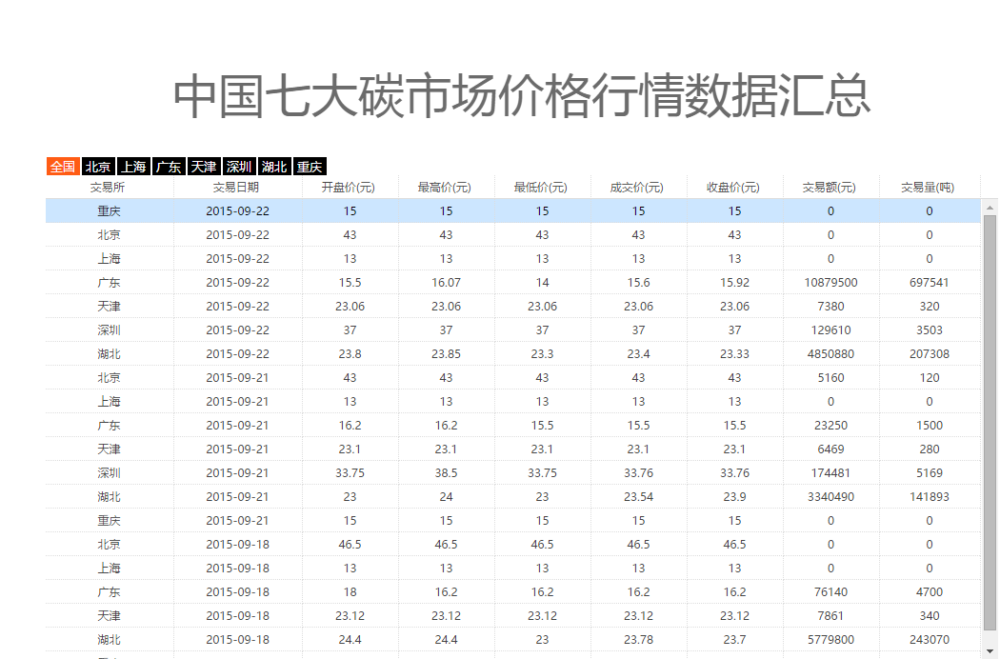 中国七大碳市场价格行情数据汇总
全国 北京 上海 广东 天津 深圳 湖北 重庆
交易所 交易日期 开盘价(元) 最高价(元) 最低价(元) 成交价(元) 收盘价(元) 交易额(元) 交易量(吨)
重庆 2015-09-22 15 15 15 15 15 0 0
北京 2015-09-22 43 43 43 43 43 0 0
上海 2015-09-22 13 13 13 13 13 0 0
广东 2015-09-22 15.5 16.07 14 15.6 15.92 10879500 697541
天津 2015-09-22 23.06 23.06 23.06 23.06 23.06 7380 320
深圳 2015-09-22 37 37 37 37 37 129610 3503
湖北 2015-09-22 23.8 23.85 23.3 23.4 23.33 4850880 207308
北京 2015-09-21 43 43 43 43 43 5160 120
上海 2015-09-21 13 13 13 13 13 0 0
广东 2015-09-21 16.2 16.2 15.5 15.5 15.5 23250 1500
天津 2015-09-21 23.1 23.1 23.1 23.1 23.1 6469 280
深圳 2015-09-21 33.75 38.5 33.75 33.76 33.76 174481 5169
湖北 2015-09-21 23 24 23 23.54 23.9 3340490 141893
重庆 2015-09-21 15 15 15 15 15 0 0
北京 2015-09-18 46.5 46.5 46.5 46.5 46.5 0 0
上海 2015-09-18 13 13 13 13 13 0 0
广东 2015-09-18 18 16.2 16.2 16.2 16.2 76140 4700
天津 2015-09-18 23.12 23.12 23.12 23.12 23.12 7861 340
湖北 2015-09-18 24.4 24.4 23 23.78 23.7 5779800 243070